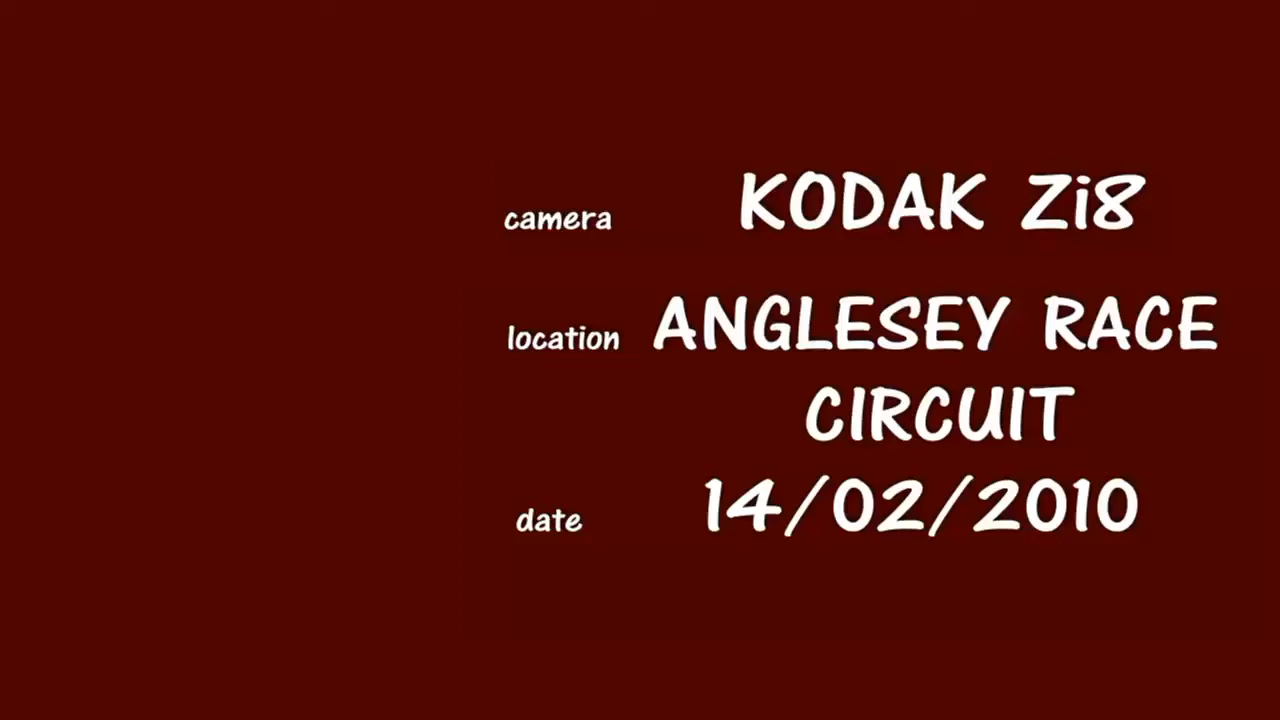 camera KODAK Zi8
location ANGLESEY RACE
CIRCUIT
date 14/02/2010